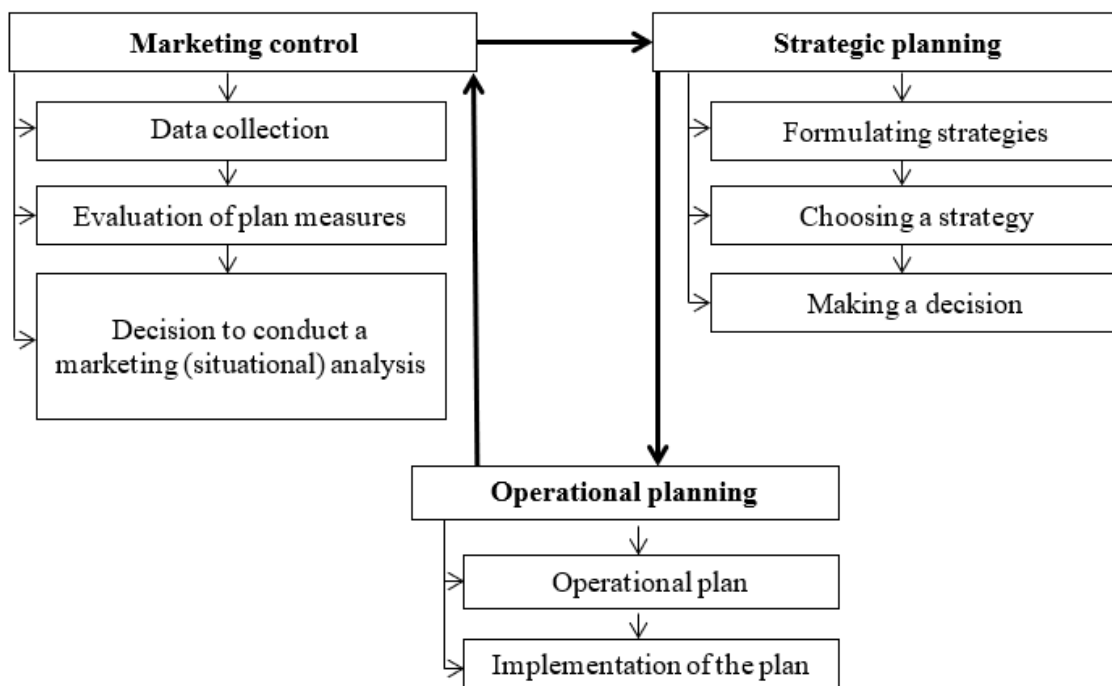 Marketing control
Data collection
Evaluation of plan measures
Decision to conduct a
marketing (situational) analysis
Strategic planning
Formulating strategies
Choosing a strategy
Making a decision
Operational planning
Operational plan
Implementation of the plan